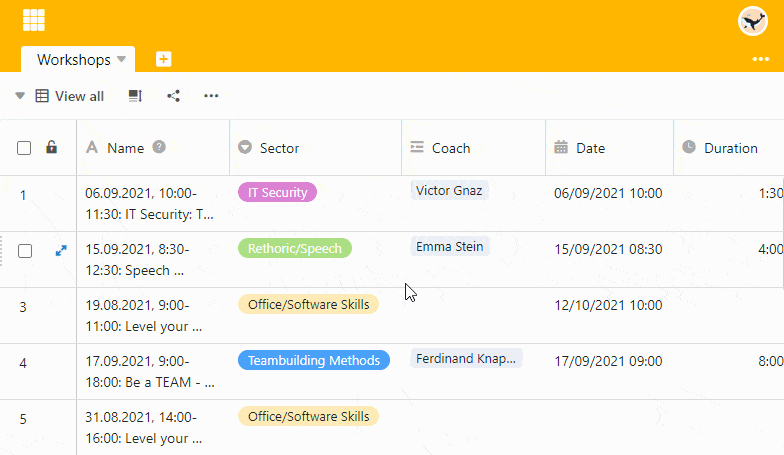 Workshops
View all
Name ? Sector Coach Date Duration
1 06.09.2021, 10:00- IT Security Victor Gnaz 06/09/2021 10:00 1:30
11:30: IT Security: T...
15.09.2021, 8:30- Rethoric/Speech Emma Stein 15/09/2021 08:30 4:00
12:30: Speech ...
3 19.08.2021, 9:00- Office/Software Skills 12/10/2021 10:00
11:00: Level your ...
4 17.09.2021, 9:00- Teambuilding Methods Ferdinand Knap... 17/09/2021 09:00 8:00
18:00: Be a TEAM - ...
5 31.08.2021, 14:00- Office/Software Skills
16:00: Level your ...